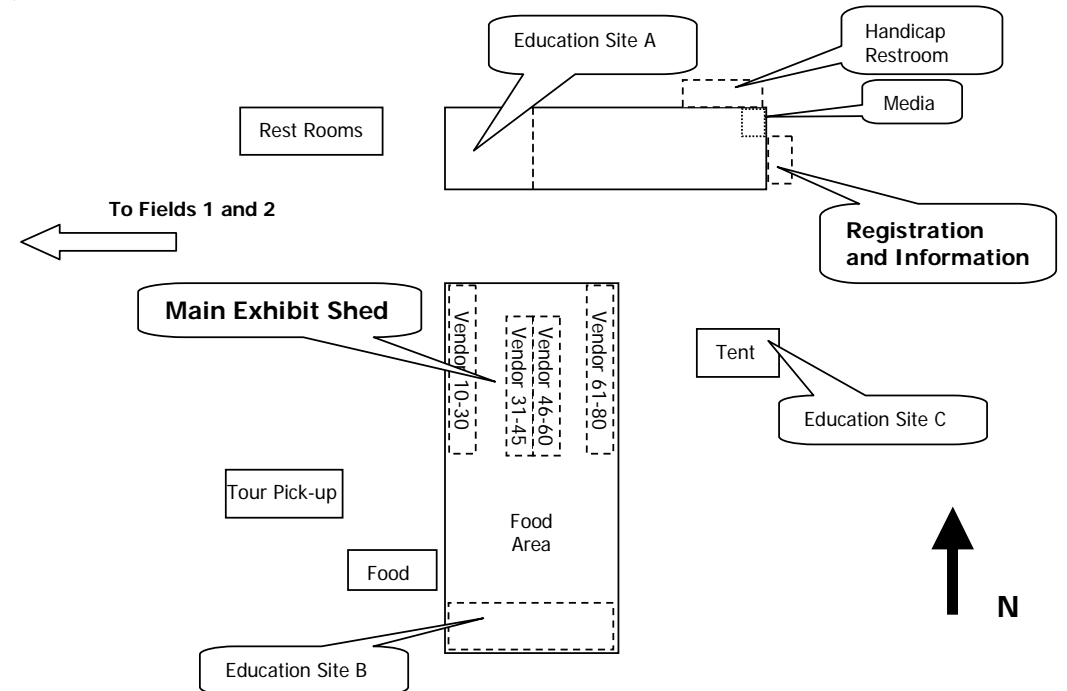 Education Site A
Handicap
Restroom
Media
Rest Rooms
To Fields 1 and 2
Registration
and Information
Main Exhibit Shed
Vendor 10-30
Vendor 31-45
Vendor 46-60
Vendor 61-80
Tent
Education Site C
Tour Pick-up
Food
Area
Food
N
Education Site B